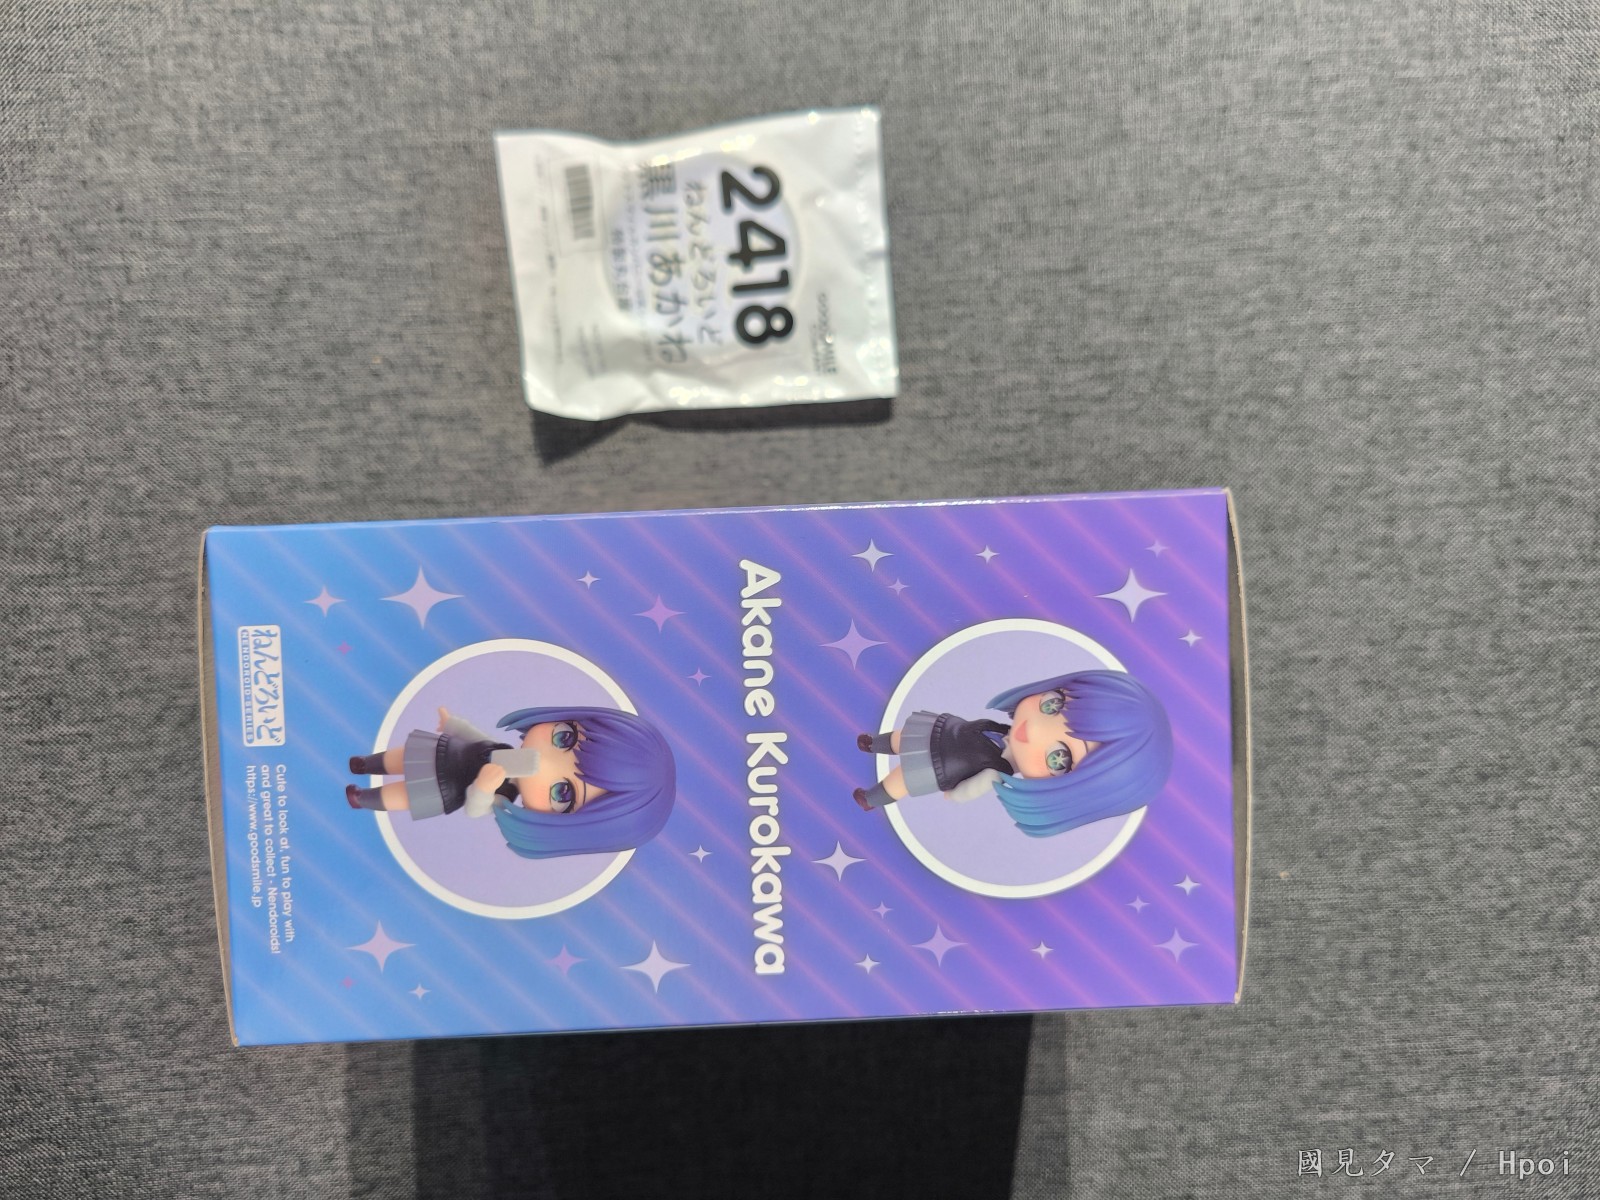 GOODSMILE
2418
ねんどろいど
黒川あかね
Akane Kurokawa
ねんどろいど
NENDOROID SERIES
Cute to look at, fun to play with
and great to collect - Nendoroids!
https://www.goodsmile.jp
國見タマ / Hpoi